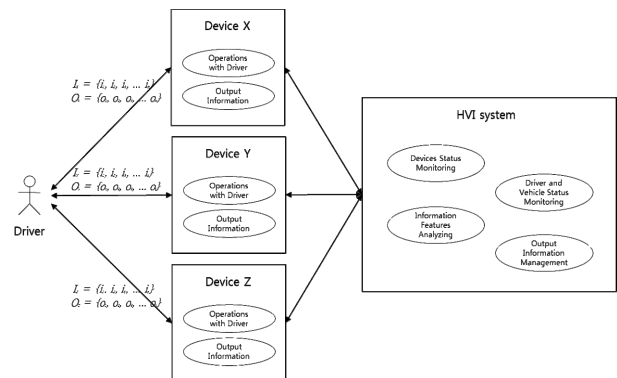 Device X
Operations
with Driver
Output
Information
I = {i, i, i, ... i,}
O = {o, o, o, ... o,}
Device Y
Operations
with Driver
Output
Information
I = {i, i, i, ... i,}
O = {o, o, o, ... o}
Driver
Device Z
Operations
with Driver
Output
Information
I = {i. i, i, ... i,}
O = {o, o, o, ... o,}
HVI system
Devices Status
Monitoring
Driver and
Vehicle Status
Monitoring
Information
Features
Analyzing
Output
Information
Management